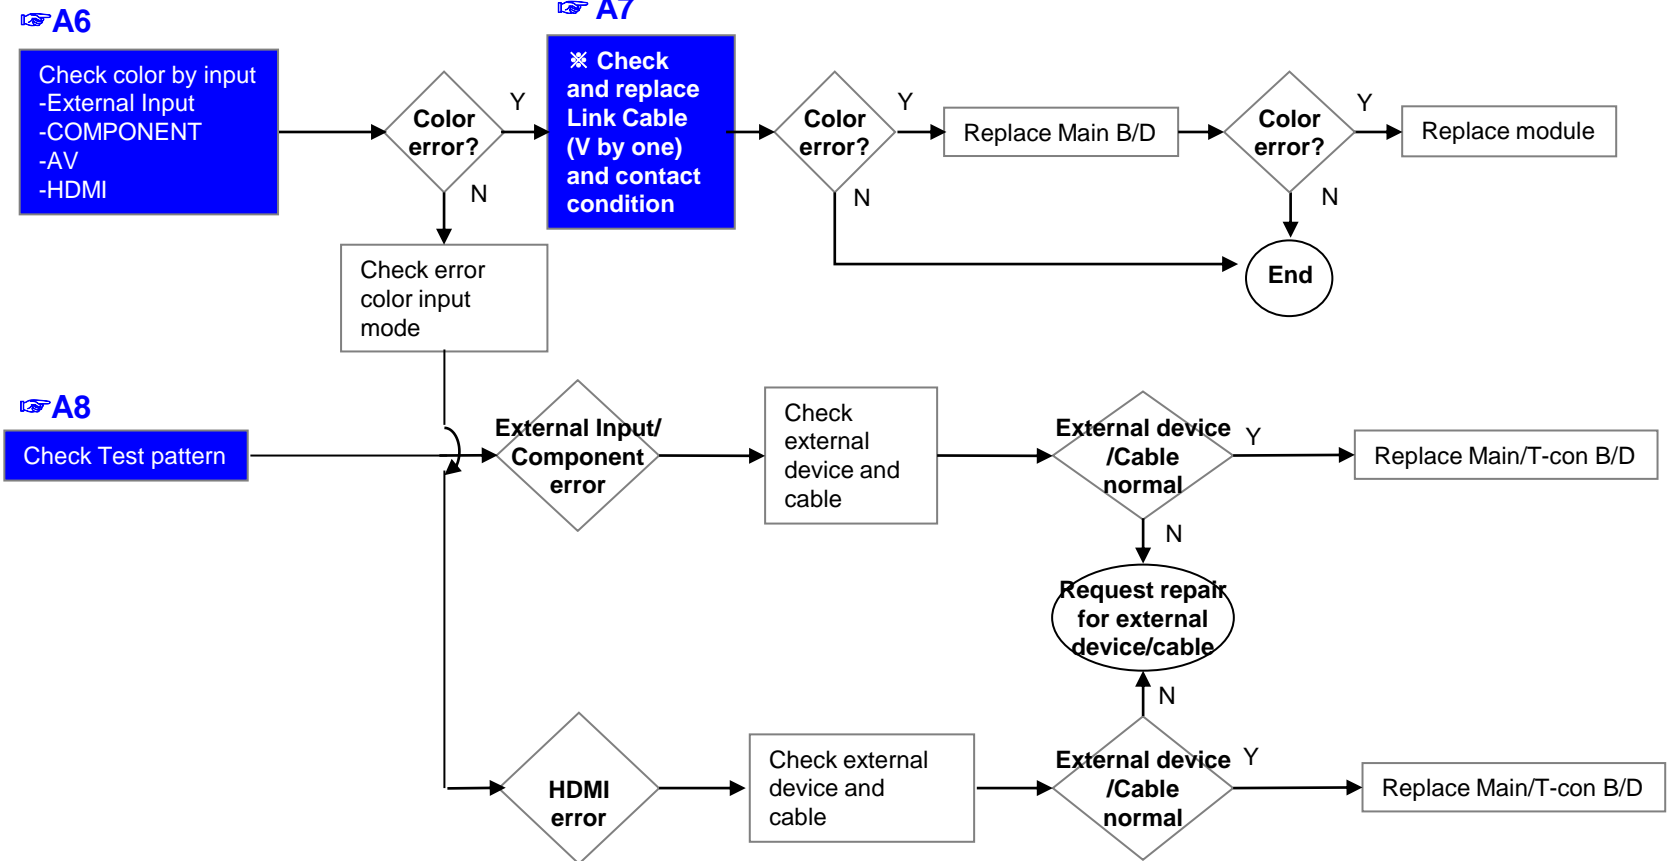 ☞A6
☞ A7
Check color by input
-External Input
-COMPONENT
-AV
-HDMI
Color
error?
Y
N
※ Check
and replace
Link Cable
(V by one)
and contact
condition
Color
error?
Y
N
Replace Main B/D
Color
error?
Y
N
Replace module
End
Check error
color input
mode
☞A8
Check Test pattern
External Input/
Component
error
Check
external
device and
cable
External device
/Cable
normal
Y
N
Replace Main/T-con B/D
Request repair
for external
device/cable
N
HDMI
error
Check external
device and
cable
External device
/Cable
normal
Y
Replace Main/T-con B/D